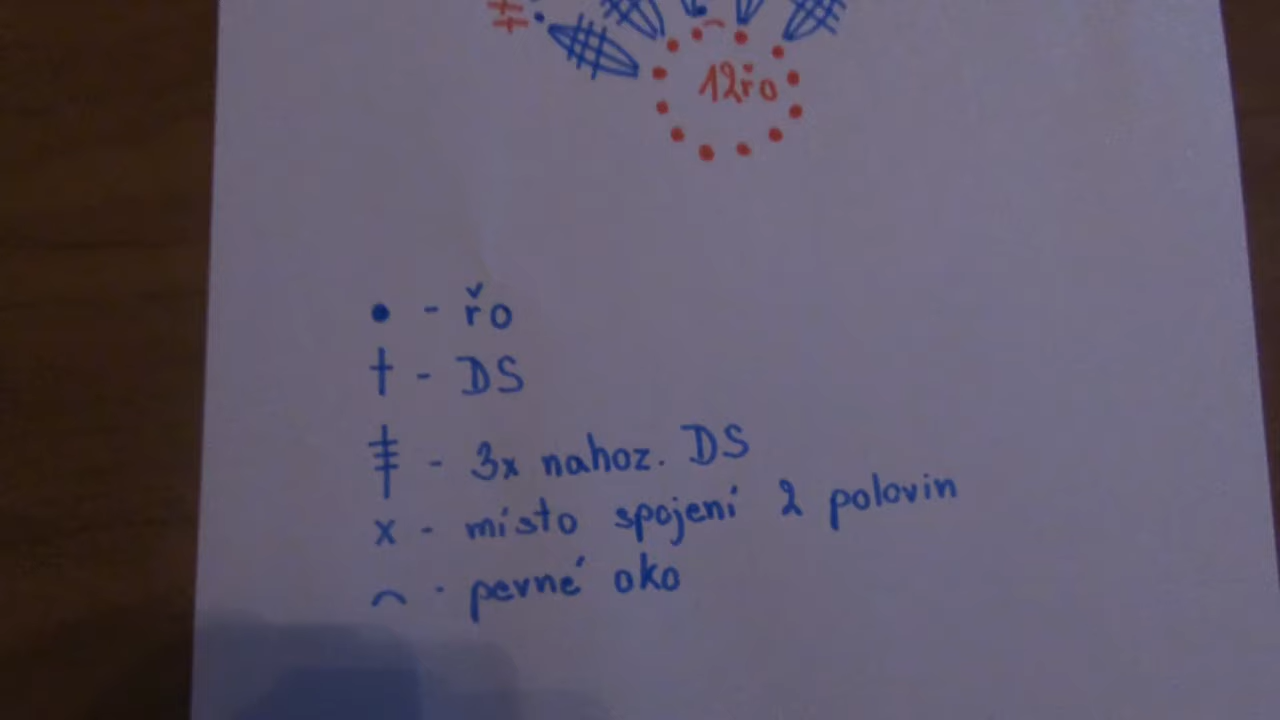 12řo
• - řo
† - DS
‡ - 3x nahoz. DS
x - místo spojení 2 polovin
⌒ - pevné oko